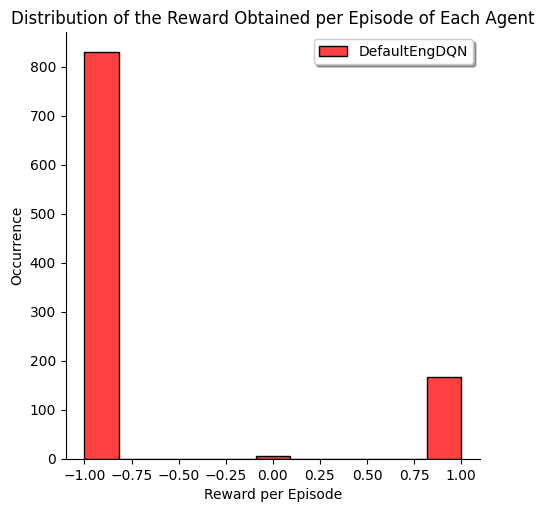 Distribution of the Reward Obtained per Episode of Each Agent
DefaultEngDQN
800
700
600
500
400
300
200
100
0
Occurrence
−1.00 −0.75 −0.50 −0.25 0.00 0.25 0.50 0.75 1.00
Reward per Episode